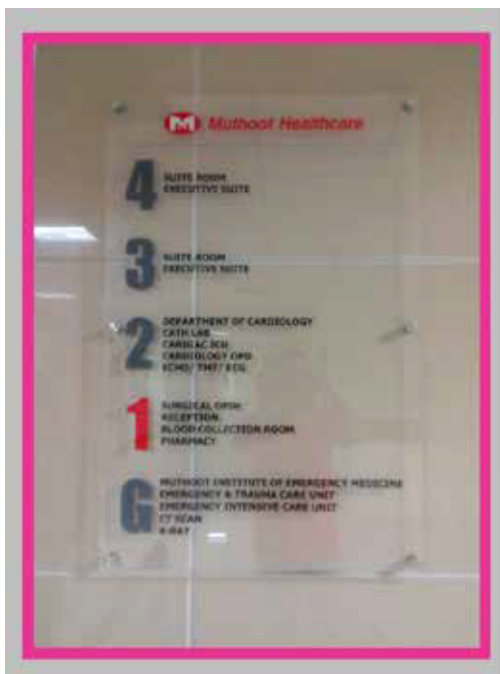 M Muthoot Healthcare
4
SUITE ROOM
EXECUTIVE SUITE
3
SUITE ROOM
EXECUTIVE SUITE
2
DEPARTMENT OF CARDIOLOGY
CATH LAB
CARDIAC ICU
CARDIOLOGY OPD
ECHO/ TMT/ ECG
1
SURGICAL OPDs
RECEPTION
BLOOD COLLECTION ROOM
PHARMACY
G
MUTHOOT INSTITUTE OF EMERGENCY MEDICINE
EMERGENCY & TRAUMA CARE UNIT
EMERGENCY INTENSIVE CARE UNIT
CT SCAN
X-RAY